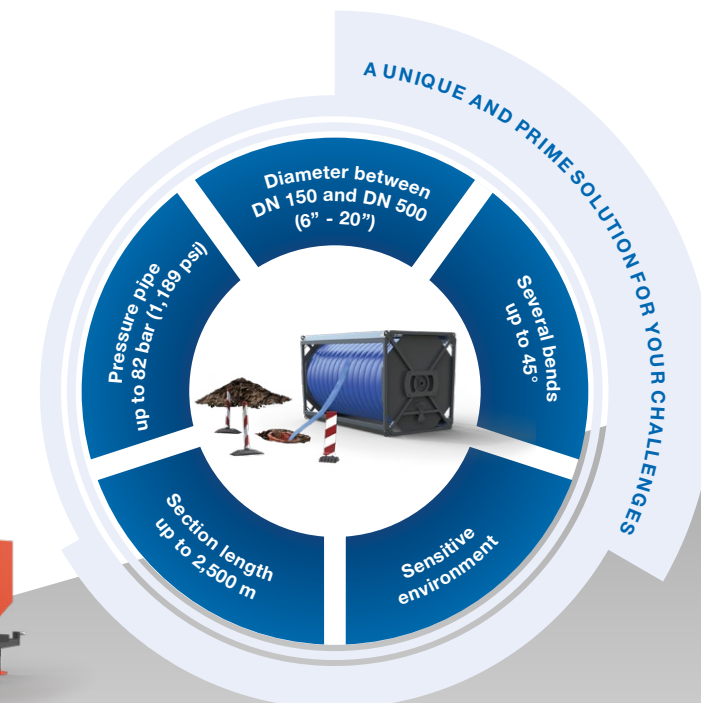 A UNIQUE AND PRIME SOLUTION FOR YOUR CHALLENGES
Diameter between
DN 150 and DN 500
(6” - 20”)
Several bends
up to 45°
Sensitive
environment
Section length
up to 2,500 m
Pressure pipe
up to 82 bar (1,189 psi)